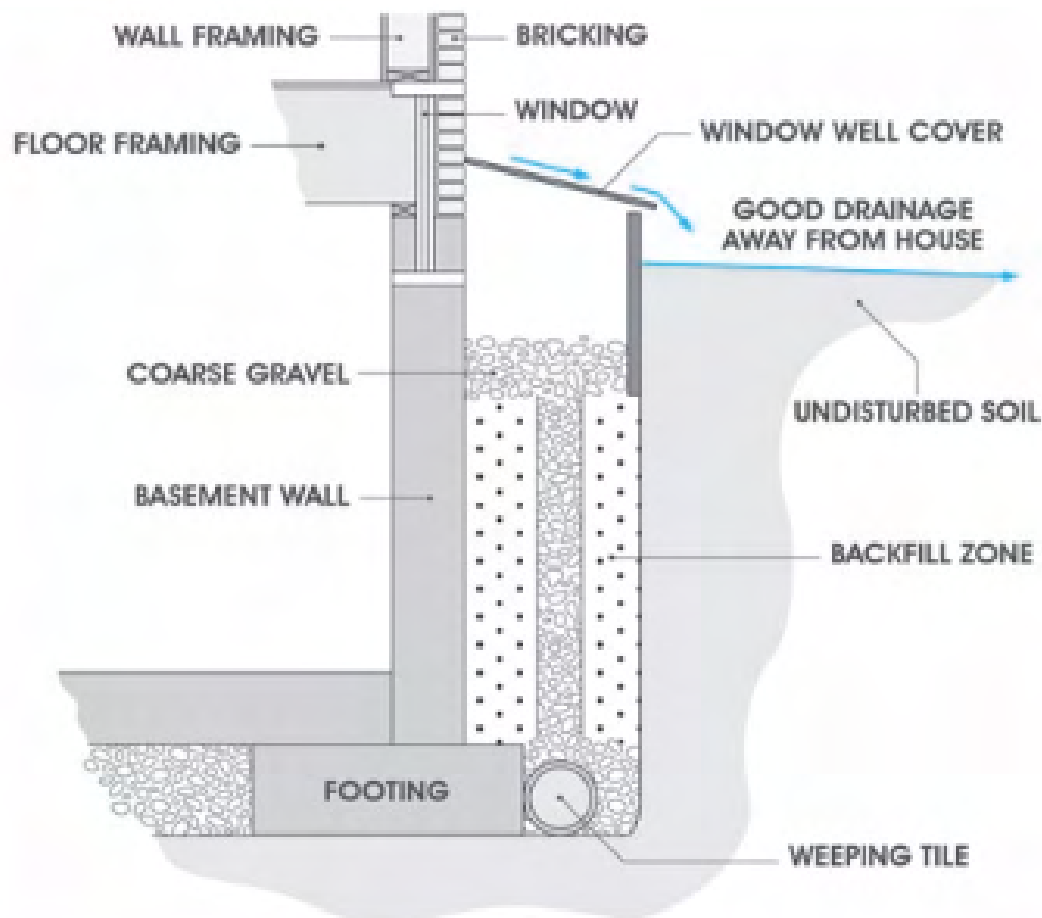 WALL FRAMING
BRICKING
WINDOW
FLOOR FRAMING
WINDOW WELL COVER
GOOD DRAINAGE
AWAY FROM HOUSE
COARSE GRAVEL
UNDISTURBED SOIL
BASEMENT WALL
BACKFILL ZONE
FOOTING
WEEPING TILE